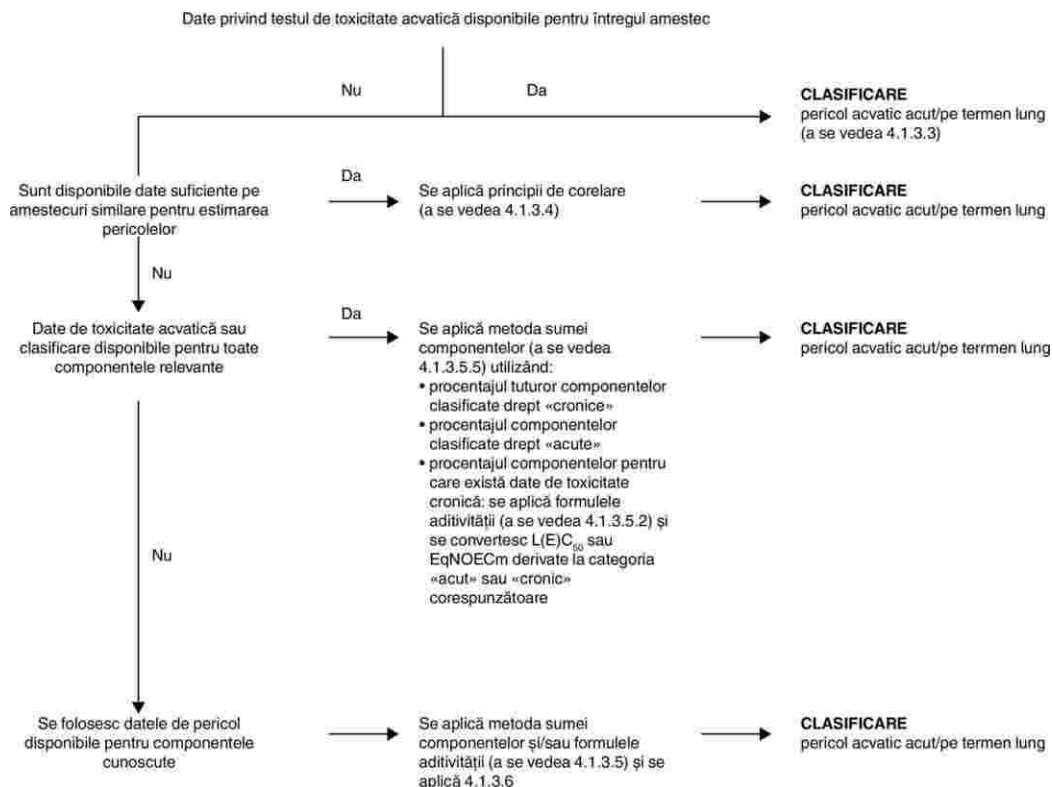 Date privind testul de toxicitate acvatică disponibile pentru întregul amestec
Nu
Da
CLASIFICARE
pericol acvatic acut/pe termen lung
(a se vedea 4.1.3.3)
Sunt disponibile date suficiente pe
amestecuri similare pentru estimarea
pericolelor
Da
Se aplică principii de corelare
(a se vedea 4.1.3.4)
CLASIFICARE
pericol acvatic acut/pe termen lung
Nu
Date de toxicitate acvatică sau
clasificare disponibile pentru toate
componentele relevante
Da
Se aplică metoda sumei
componentelor (a se vedea
4.1.3.5.5) utilizând:
• procentajul tuturor componentelor
clasificate drept «cronice»
• procentajul componentelor
clasificate drept «acute»
• procentajul componentelor pentru
care există date de toxicitate
cronică: se aplică formulele
aditivității (a se vedea 4.1.3.5.2) și
se convertesc L(E)C50 sau
EqNOECm derivate la categoria
«acut» sau «cronic»
corespunzătoare
CLASIFICARE
pericol acvatic acut/pe terrmen lung
Nu
Se folosesc datele de pericol
disponibile pentru componentele
cunoscute
Se aplică metoda sumei
componentelor și/sau formulele
aditivității (a se vedea 4.1.3.5) și se
aplică 4.1.3.6
CLASIFICARE
pericol acvatic acut/pe termen lung